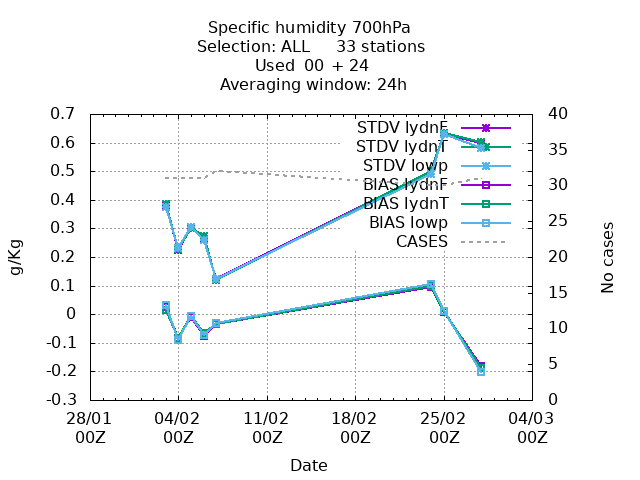 Specific humidity 700hPa
Selection: ALL 33 stations
Used 00 + 24
Averaging window: 24h
0.7
0.6
0.5
0.4
0.3
0.2
0.1
0
-0.1
-0.2
-0.3
g/Kg
40
35
30
25
20
15
10
5
0
No cases
STDV lydnF
STDV lydnT
STDV lowp
BIAS lydnF
BIAS lydnT
BIAS lowp
CASES
28/01 04/02 11/02 18/02 25/02 04/03
00Z 00Z 00Z 00Z 00Z 00Z
Date